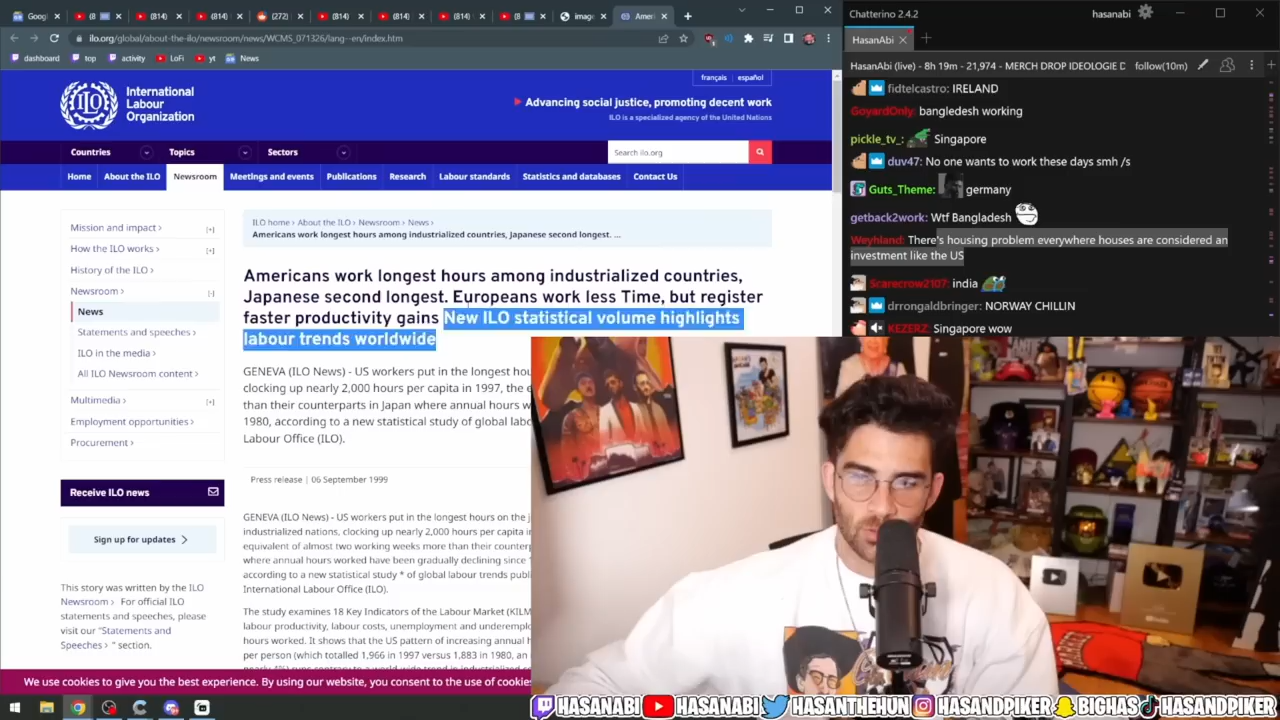 Googl
(814)
(814)
(814)
(272)
(814)
(814)
(814)
(8
image
Ameri
ilo.org/global/about-the-ilo/newsroom/news/WCMS_071326/lang--en/index.htm
dashboard
top
activity
LoFi
yt
News
International
Labour
Organization
français
español
Advancing social justice, promoting decent work
ILO is a specialized agency of the United Nations
Countries
Topics
Sectors
Search ilo.org
Home
About the ILO
Newsroom
Meetings and events
Publications
Research
Labour standards
Statistics and databases
Contact Us
Mission and impact › [+]
How the ILO works › [+]
History of the ILO ›
Newsroom › [-]
News
Statements and speeches ›
ILO in the media ›
All ILO Newsroom content ›
Multimedia › [+]
Employment opportunities ›
Procurement ›
Receive ILO news
Sign up for updates
This story was written by the ILO
Newsroom › For official ILO
statements and speeches, please
visit our "Statements and
Speeches › " section.
ILO home › About the ILO › Newsroom › News ›
Americans work longest hours among industrialized countries, Japanese second longest. ...
Americans work longest hours among industrialized countries,
Japanese second longest. Europeans work less Time, but register
faster productivity gains New ILO statistical volume highlights
labour trends worldwide
GENEVA (ILO News) - US workers put in the longest hou
clocking up nearly 2,000 hours per capita in 1997, the e
than their counterparts in Japan where annual hours w
1980, according to a new statistical study of global labo
Labour Office (ILO).
Press release | 06 September 1999
GENEVA (ILO News) - US workers put in the longest hours on the j
industrialized nations, clocking up nearly 2,000 hours per capita i
equivalent of almost two working weeks more than their counterp
where annual hours worked have been gradually declining since 1
according to a new statistical study * of global labour trends publ
International Labour Office (ILO).
The study examines 18 Key Indicators of the Labour Market (KILM
labour productivity, labour costs, unemployment and underemplo
hours worked. It shows that the US pattern of increasing annual h
per person (which totalled 1,966 in 1997 versus 1,883 in 1980, an
We use cookies to give you the best experience. By using our website, you consent to the use of cookies
Chatterino 2.4.2
hasanabi
HasanAbi
HasanAbi (live) - 8h 19m - 21,974 - MERCH DROP IDEOLOGIE D
follow(10m)
fidtelcastro: IRELAND
GoyardOnly: bangledesh working
pickle_tv_: Singapore
duv47: No one wants to work these days smh /s
Guts_Theme: germany
getback2work: Wtf Bangladesh
Weyhland: There's housing problem everywhere houses are considered an
investment like the US
Scarecrow2107: india
drrongaldbringer: NORWAY CHILLIN
KEZERZ: Singapore wow
HASANABI
HASANABI
HASANTHEHUN
HASANDPIKER
BIGHAS
HASANDPIKER